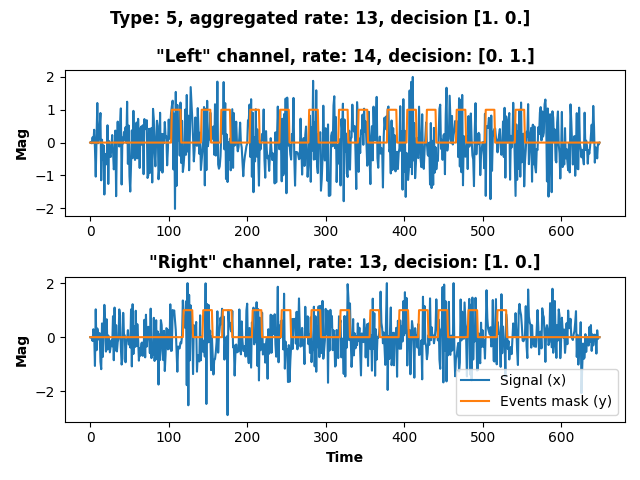 Type: 5, aggregated rate: 13, decision [1. 0.]
"Left" channel, rate: 14, decision: [0. 1.]
2
1
0
−1
−2
Mag
0 100 200 300 400 500 600
"Right" channel, rate: 13, decision: [1. 0.]
2
0
−2
Mag
Signal (x)
Events mask (y)
0 100 200 300 400 500 600
Time